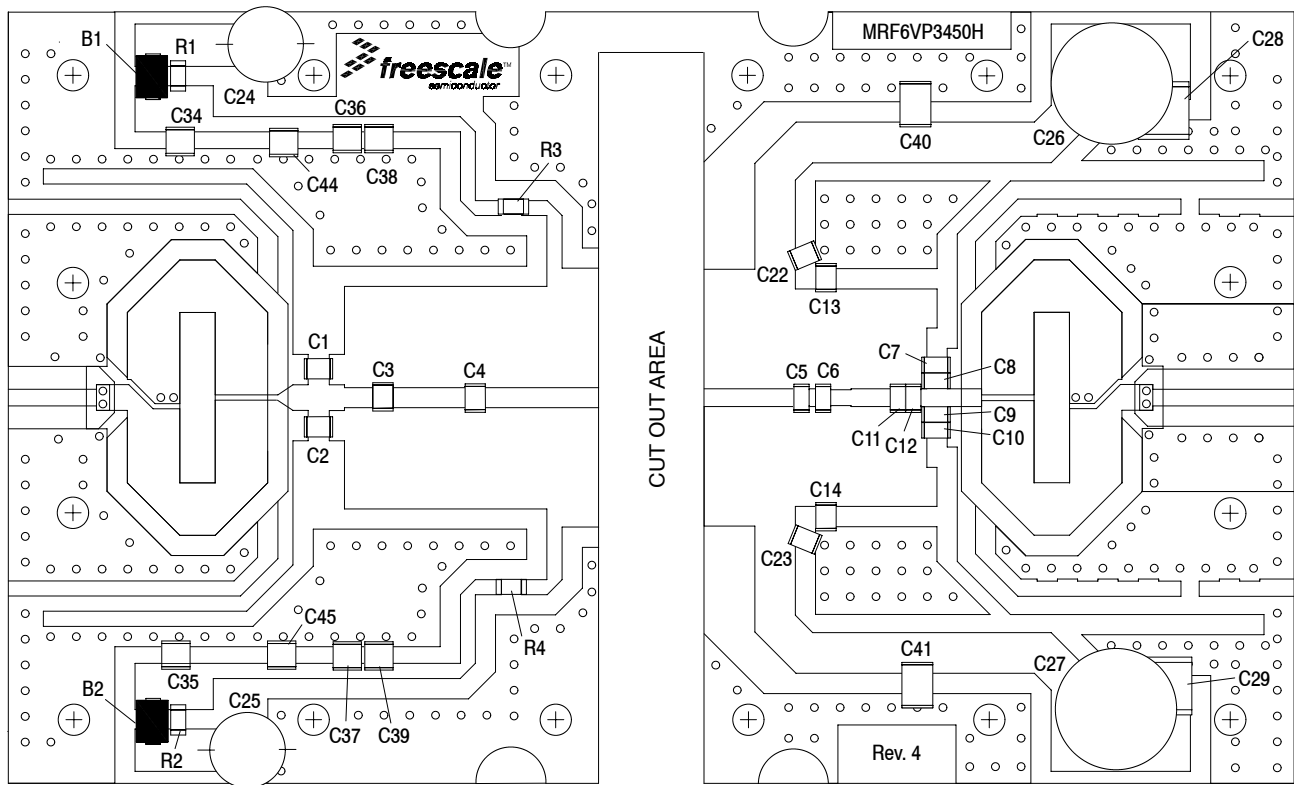 B1
R1
C24
C34
C36
C38
C44
R3
freescale™
semiconductor
MRF6VP3450H
C40
C26
C28
C22
C13
C1
C3
C4
C2
CUT OUT AREA
C5
C6
C7
C8
C9
C10
C11
C12
C14
C23
C45
R4
C35
B2
R2
C25
C37
C39
C41
C27
C29
Rev. 4